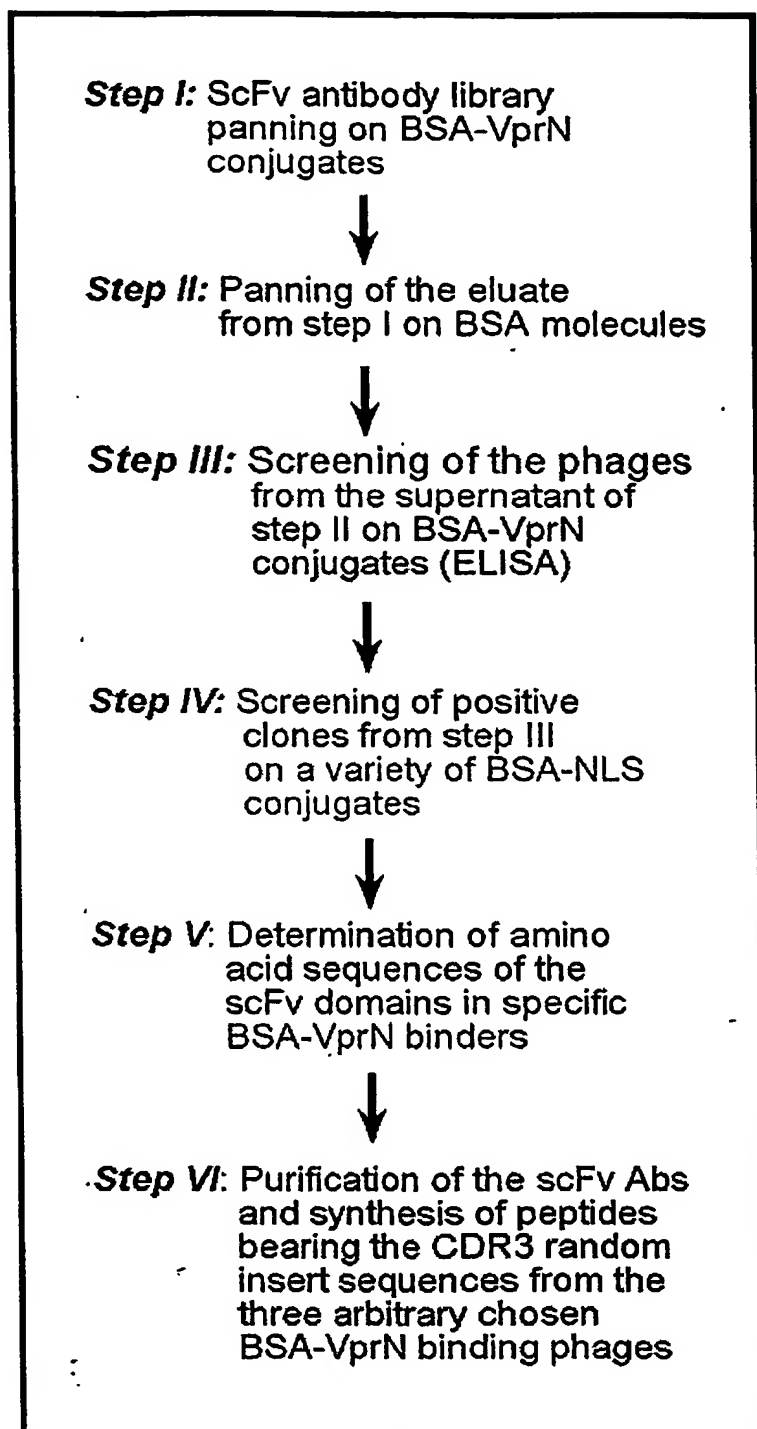 Step I: ScFv antibody library
panning on BSA-VprN
conjugates
Step II: Panning of the eluate
from step I on BSA molecules
Step III: Screening of the phages
from the supernatant of
step II on BSA-VprN
conjugates (ELISA)
Step IV: Screening of positive
clones from step III
on a variety of BSA-NLS
conjugates
Step V: Determination of amino
acid sequences of the
scFv domains in specific
BSA-VprN binders
Step VI: Purification of the scFv Abs
and synthesis of peptides
bearing the CDR3 random
insert sequences from the
three arbitrary chosen
BSA-VprN binding phages